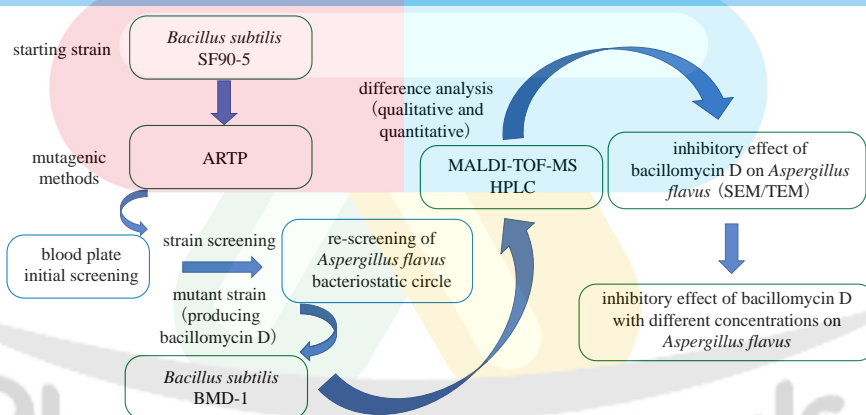 starting strain
Bacillus subtilis
SF90-5
mutagenic
methods
ARTP
blood plate
initial screening
strain screening
mutant strain
（producing
bacillomycin D）
re-screening of
Aspergillus flavus
bacteriostatic circle
Bacillus subtilis
BMD-1
difference analysis
（qualitative and
quantitative）
MALDI-TOF-MS
HPLC
inhibitory effect of
bacillomycin D on Aspergillus
flavus（SEM/TEM）
inhibitory effect of bacillomycin D
with different concentrations on
Aspergillus flavus